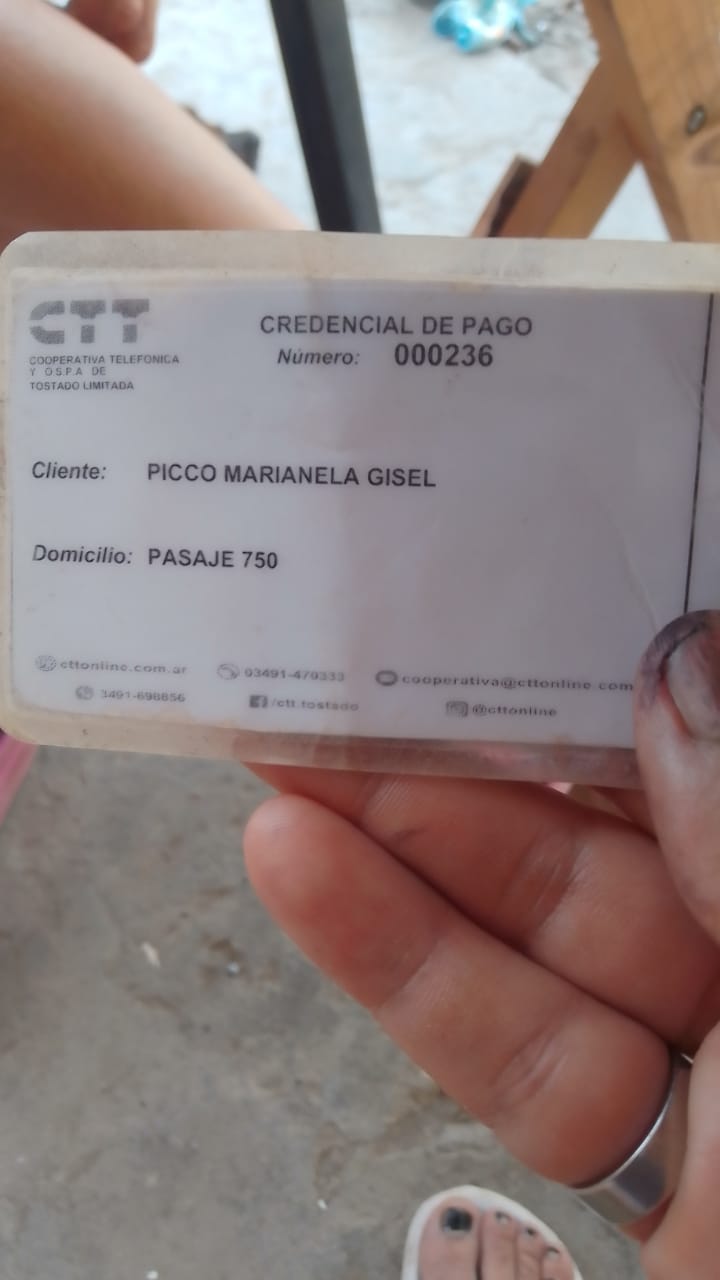 CTT
COOPERATIVA TELEFONICA
Y O.S.P.A DE
TOSTADO LIMITADA
CREDENCIAL DE PAGO
Número: 000236
Cliente: PICCO MARIANELA GISEL
Domicilio: PASAJE 750
cttonline.com.ar 03491-470333 cooperativa@cttonline.com
3491-698856 /ctt.tostado @cttonline